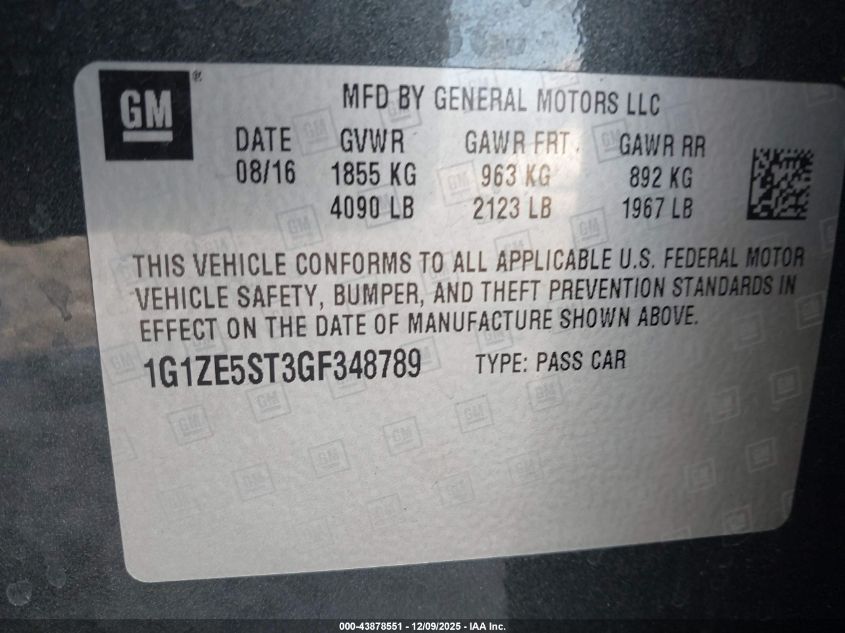 GM ®
MFD BY GENERAL MOTORS LLC
DATE GVWR GAWR FRT. GAWR RR
08/16 1855 KG 963 KG 892 KG
4090 LB 2123 LB 1967 LB
THIS VEHICLE CONFORMS TO ALL APPLICABLE U.S. FEDERAL MOTOR
VEHICLE SAFETY, BUMPER, AND THEFT PREVENTION STANDARDS IN
EFFECT ON THE DATE OF MANUFACTURE SHOWN ABOVE.
1G1ZE5ST3GF348789 TYPE: PASS CAR
000-43878551 - 12/09/2025 - IAA Inc.